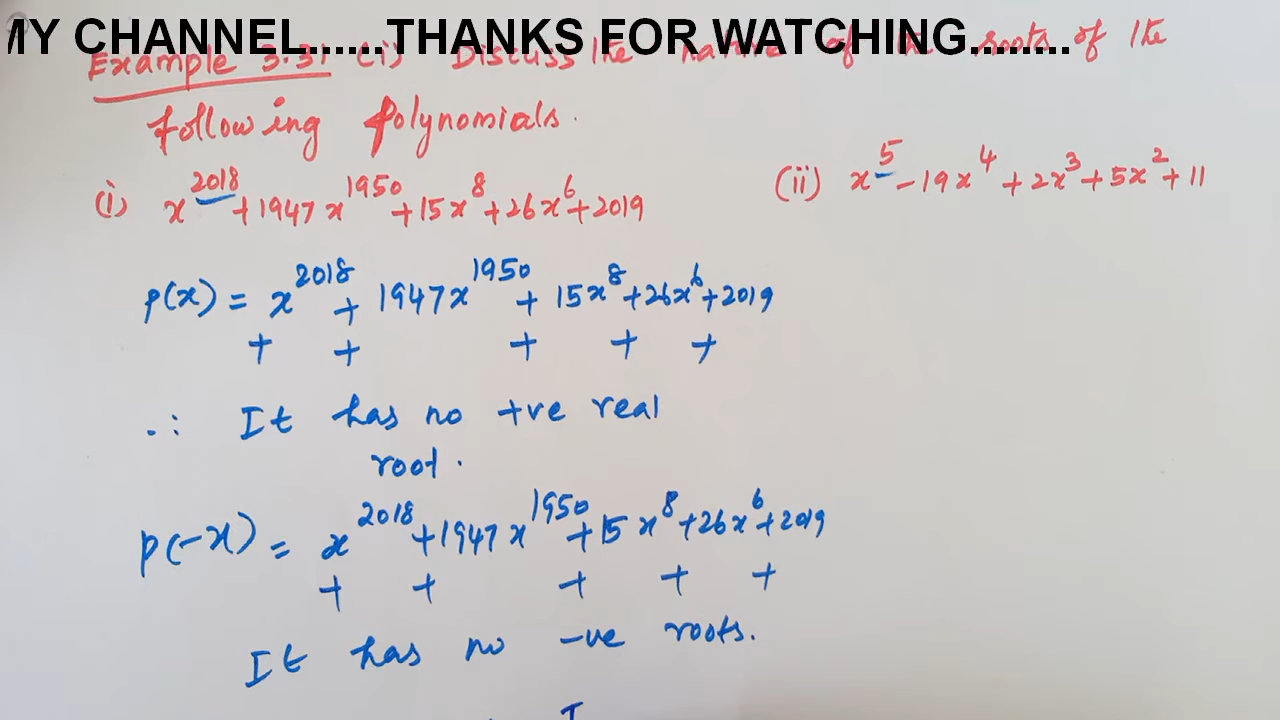 MY CHANNEL......THANKS FOR WATCHING........
Example 3.31 (i) Discuss the nature of the roots of the
following polynomials.
(i) x^2018 + 1947x^1950 + 15x^8 + 26x^6 + 2019
(ii) x^5 - 19x^4 + 2x^3 + 5x^2 + 11
p(x) = x^2018 + 1947x^1950 + 15x^8 + 26x^6 + 2019
+ + + + +
∴ It has no +ve real
root.
p(-x) = x^2018 + 1947x^1950 + 15x^8 + 26x^6 + 2019
+ + + + +
It has no -ve roots.